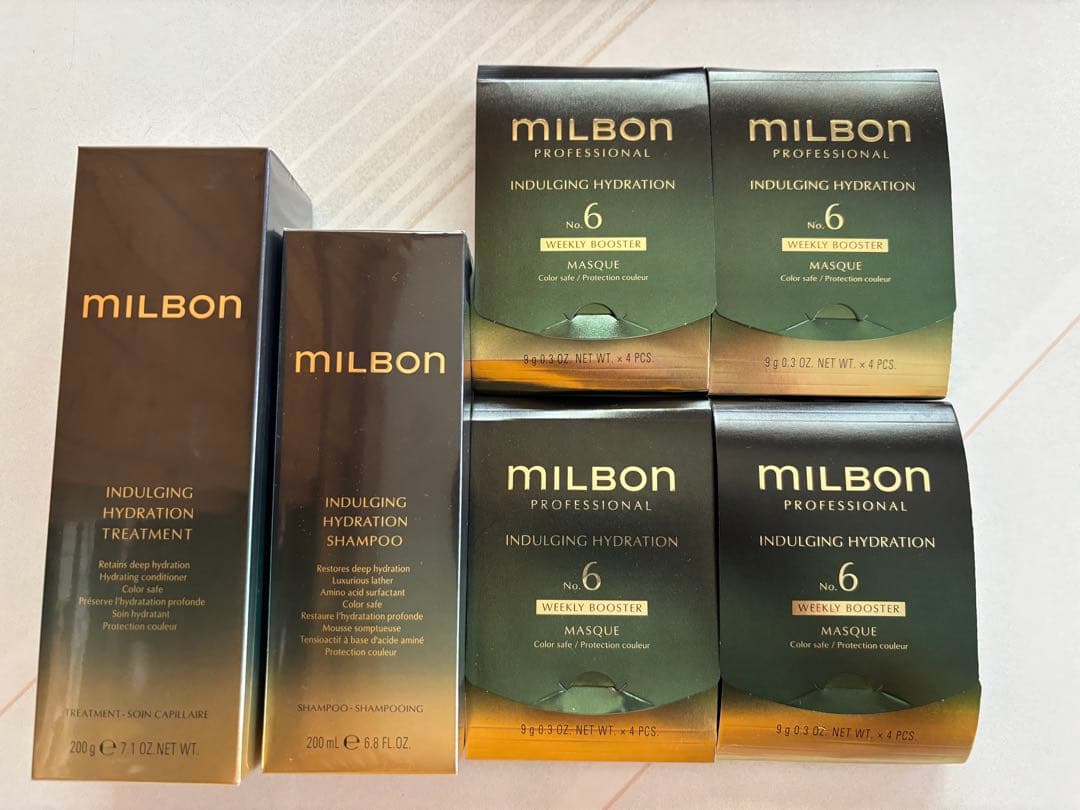 MILBON
INDULGING
HYDRATION
TREATMENT
Retains deep hydration
Hydrating conditioner
Color safe
Préserve l'hydratation profonde
Soin hydratant
Protection couleur
TREATMENT - SOIN CAPILLAIRE
200 g ℮ 7.1 OZ. NET WT.
MILBON
INDULGING
HYDRATION
SHAMPOO
Restores deep hydration
Luxurious lather
Amino acid surfactant
Color safe
Restaure l'hydratation profonde
Mousse somptueuse
Tensioactif à base d'acide aminé
Protection couleur
SHAMPOO - SHAMPOOING
200 mL ℮ 6.8 FL.OZ.
MILBON
PROFESSIONAL
INDULGING HYDRATION
No.6
WEEKLY BOOSTER
MASQUE
Color safe / Protection couleur
9 g 0.3 OZ. NET WT. × 4 PCS.
MILBON
PROFESSIONAL
INDULGING HYDRATION
No.6
WEEKLY BOOSTER
MASQUE
Color safe / Protection couleur
9 g 0.3 OZ. NET WT. × 4 PCS.
MILBON
PROFESSIONAL
INDULGING HYDRATION
No.6
WEEKLY BOOSTER
MASQUE
Color safe / Protection couleur
9 g 0.3 OZ. NET WT. × 4 PCS.
MILBON
PROFESSIONAL
INDULGING HYDRATION
No.6
WEEKLY BOOSTER
MASQUE
Color safe / Protection couleur
9 g 0.3 OZ. NET WT. × 4 PCS.